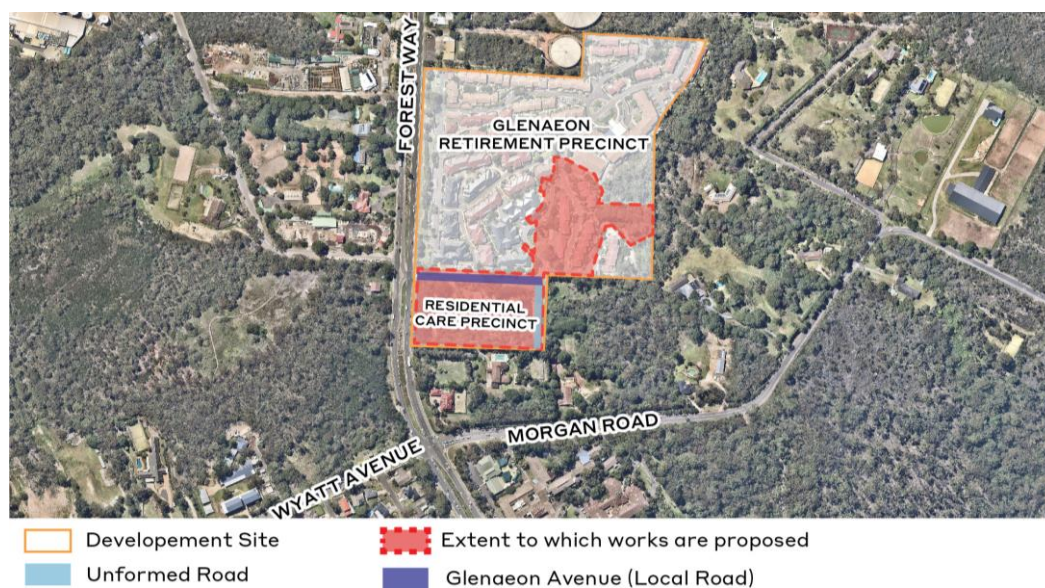 FOREST WAY
GLENAEON
RETIREMENT PRECINCT
RESIDENTIAL
CARE PRECINCT
MORGAN ROAD
WYATT AVENUE
Developement Site
Extent to which works are proposed
Unformed Road
Glengeon Avenue (Local Road)